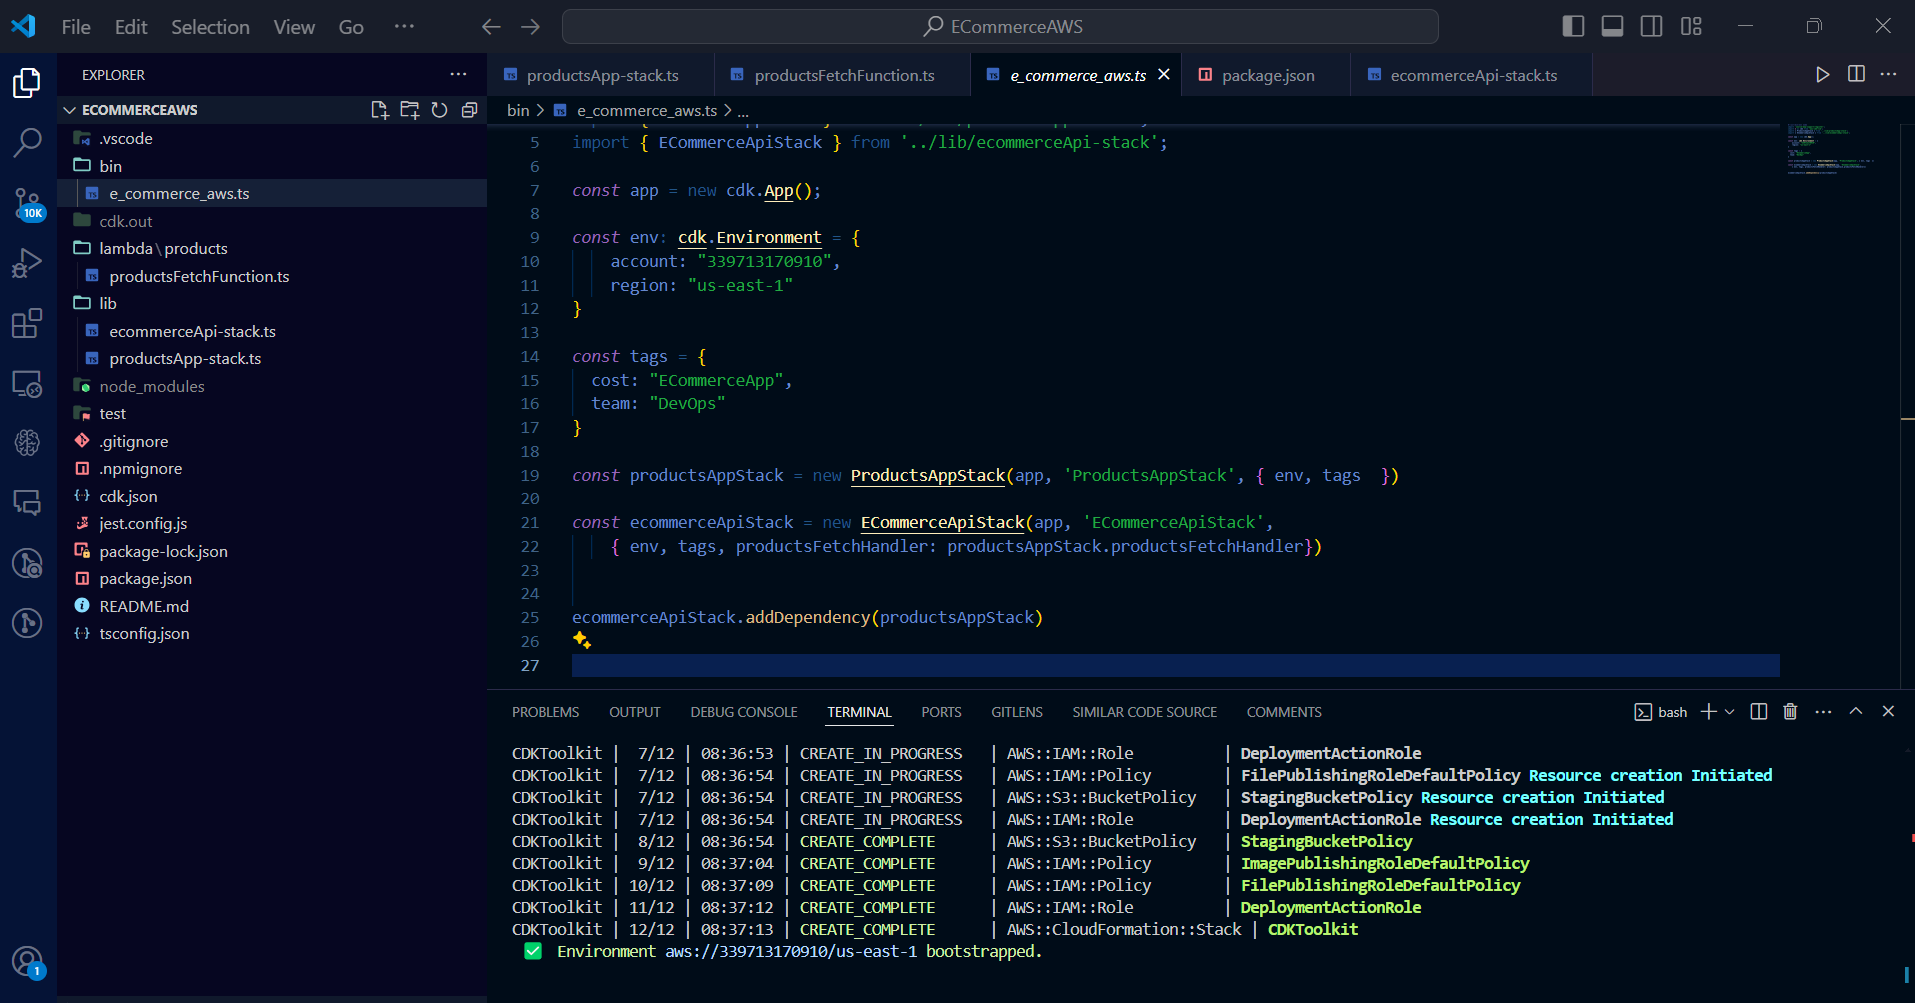 File Edit Selection View Go ···
ECommerceAWS
EXPLORER ···
ECOMMERCEAWS
.vscode
bin
e_commerce_aws.ts
cdk.out
lambda\products
productsFetchFunction.ts
lib
ecommerceApi-stack.ts
productsApp-stack.ts
node_modules
test
.gitignore
.npmignore
cdk.json
jest.config.js
package-lock.json
package.json
README.md
tsconfig.json
10K
1
productsApp-stack.ts productsFetchFunction.ts e_commerce_aws.ts package.json ecommerceApi-stack.ts
bin > e_commerce_aws.ts > ...
5 import { ECommerceApiStack } from '../lib/ecommerceApi-stack';
6
7 const app = new cdk.App();
8
9 const env: cdk.Environment = {
10 account: "339713170910",
11 region: "us-east-1"
12 }
13
14 const tags = {
15 cost: "ECommerceApp",
16 team: "DevOps"
17 }
18
19 const productsAppStack = new ProductsAppStack(app, 'ProductsAppStack', { env, tags  })
20
21 const ecommerceApiStack = new ECommerceApiStack(app, 'ECommerceApiStack',
22 { env, tags, productsFetchHandler: productsAppStack.productsFetchHandler})
23
24
25 ecommerceApiStack.addDependency(productsAppStack)
26
27
PROBLEMS OUTPUT DEBUG CONSOLE TERMINAL PORTS GITLENS SIMILAR CODE SOURCE COMMENTS bash
CDKToolkit |  7/12 | 08:36:53 | CREATE_IN_PROGRESS   | AWS::IAM::Role          | DeploymentActionRole
CDKToolkit |  7/12 | 08:36:54 | CREATE_IN_PROGRESS   | AWS::IAM::Policy        | FilePublishingRoleDefaultPolicy Resource creation Initiated
CDKToolkit |  7/12 | 08:36:54 | CREATE_IN_PROGRESS   | AWS::S3::BucketPolicy   | StagingBucketPolicy Resource creation Initiated
CDKToolkit |  7/12 | 08:36:54 | CREATE_IN_PROGRESS   | AWS::IAM::Role          | DeploymentActionRole Resource creation Initiated
CDKToolkit |  8/12 | 08:36:54 | CREATE_COMPLETE      | AWS::S3::BucketPolicy   | StagingBucketPolicy
CDKToolkit |  9/12 | 08:37:04 | CREATE_COMPLETE      | AWS::IAM::Policy        | ImagePublishingRoleDefaultPolicy
CDKToolkit | 10/12 | 08:37:09 | CREATE_COMPLETE      | AWS::IAM::Policy        | FilePublishingRoleDefaultPolicy
CDKToolkit | 11/12 | 08:37:12 | CREATE_COMPLETE      | AWS::IAM::Role          | DeploymentActionRole
CDKToolkit | 12/12 | 08:37:13 | CREATE_COMPLETE      | AWS::CloudFormation::Stack | CDKToolkit
✅ Environment aws://339713170910/us-east-1 bootstrapped.